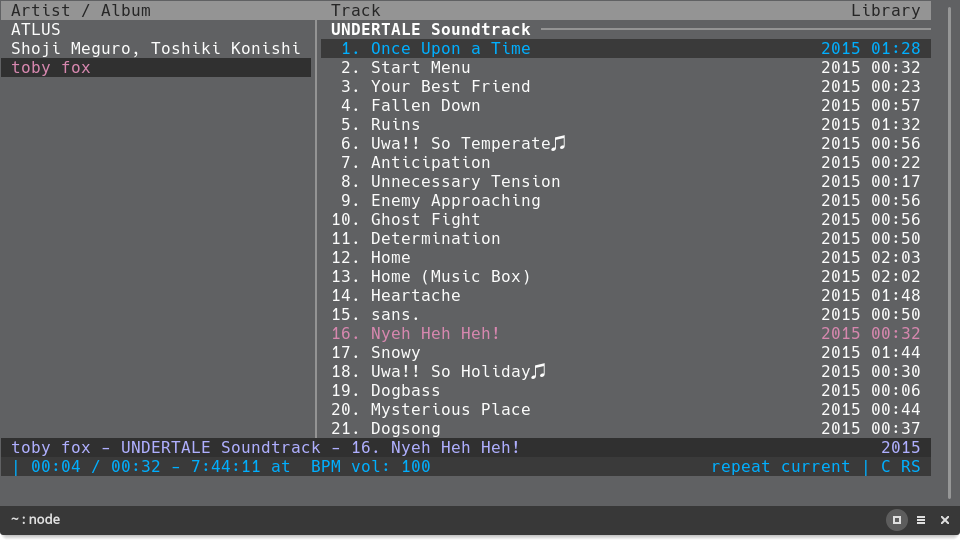 Artist / Album Track Library
ATLUS
Shoji Meguro, Toshiki Konishi
toby fox
UNDERTALE Soundtrack
1. Once Upon a Time 2015 01:28
2. Start Menu 2015 00:32
3. Your Best Friend 2015 00:23
4. Fallen Down 2015 00:57
5. Ruins 2015 01:32
6. Uwa!! So Temperate♫ 2015 00:56
7. Anticipation 2015 00:22
8. Unnecessary Tension 2015 00:17
9. Enemy Approaching 2015 00:56
10. Ghost Fight 2015 00:56
11. Determination 2015 00:50
12. Home 2015 02:03
13. Home (Music Box) 2015 02:02
14. Heartache 2015 01:48
15. sans. 2015 00:50
16. Nyeh Heh Heh! 2015 00:32
17. Snowy 2015 01:44
18. Uwa!! So Holiday♫ 2015 00:30
19. Dogbass 2015 00:06
20. Mysterious Place 2015 00:44
21. Dogsong 2015 00:37
toby fox – UNDERTALE Soundtrack – 16. Nyeh Heh Heh! 2015
| 00:04 / 00:32 – 7:44:11 at BPM vol: 100 repeat current | C RS
~:node